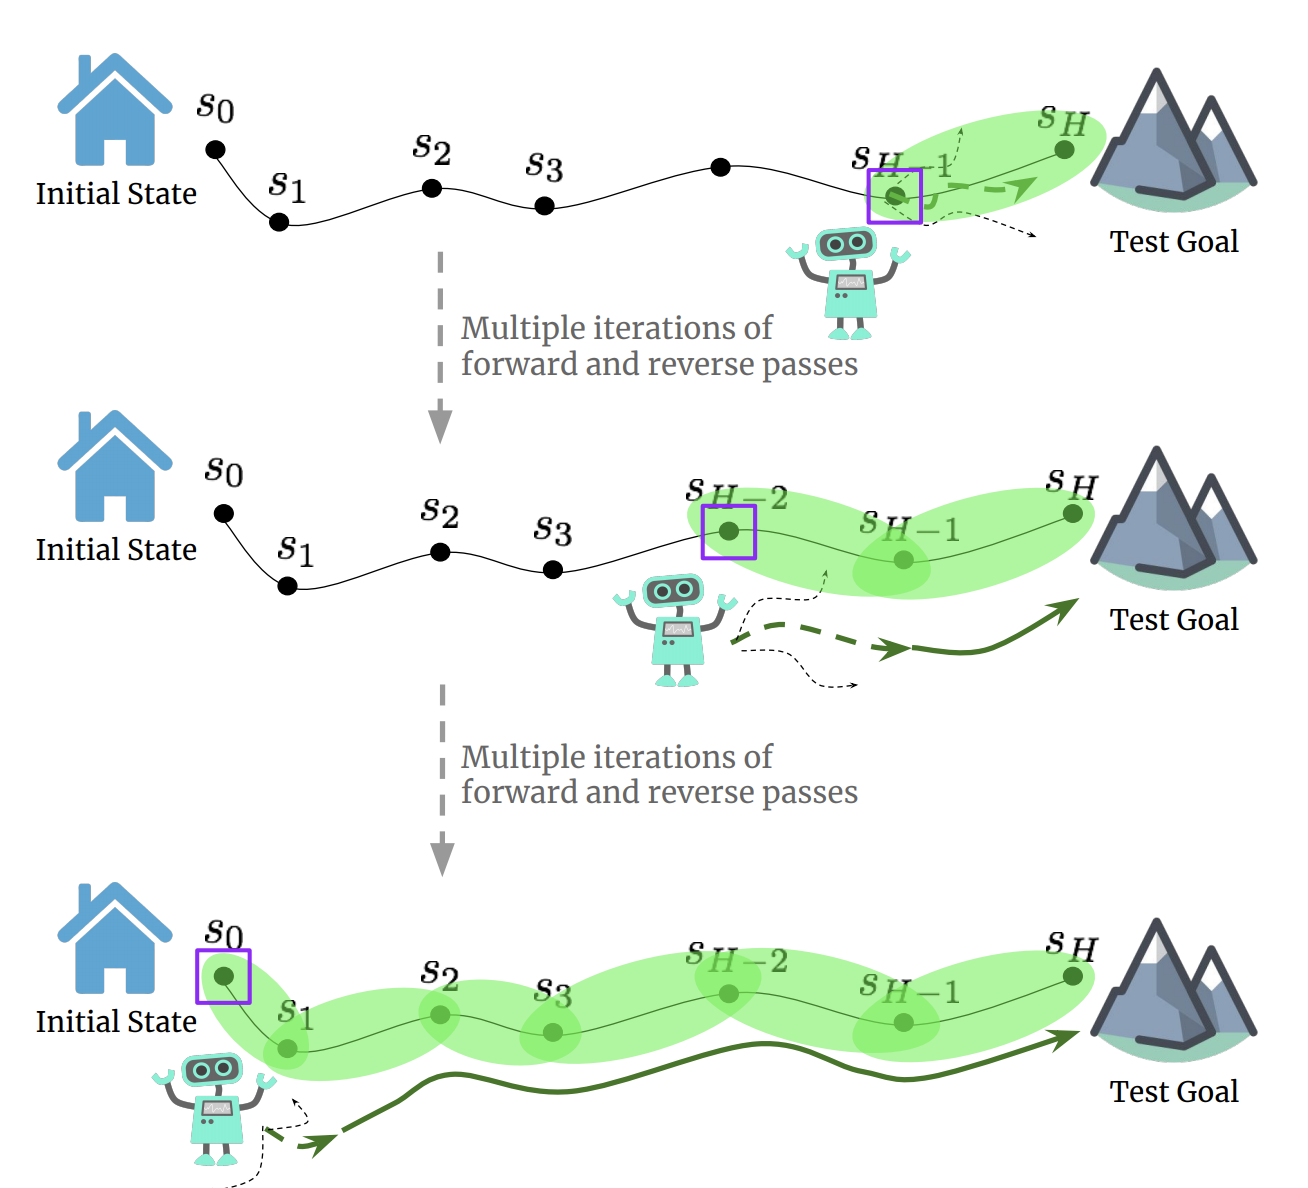 s_0
s_1
s_2
s_3
s_{H-1}
s_H
Initial State
Test Goal
Multiple iterations of
forward and reverse passes
s_0
s_1
s_2
s_3
s_{H-2}
s_{H-1}
s_H
Initial State
Test Goal
Multiple iterations of
forward and reverse passes
s_0
s_1
s_2
s_3
s_{H-2}
s_{H-1}
s_H
Initial State
Test Goal